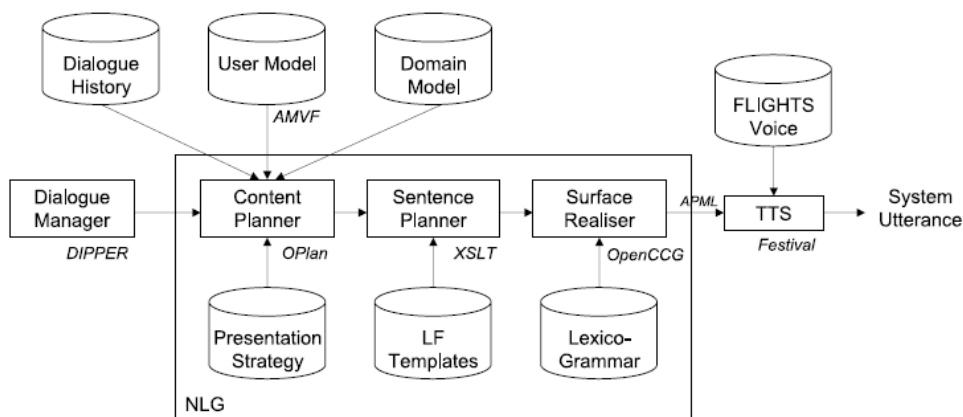 Dialogue
History
User Model
Domain
Model
AMVF
FLIGHTS
Voice
Dialogue
Manager
DIPPER
Content
Planner
OPlan
Sentence
Planner
XSLT
Surface
Realiser
OpenCCG
APML
TTS
Festival
System
Utterance
Presentation
Strategy
LF
Templates
Lexico-
Grammar
NLG